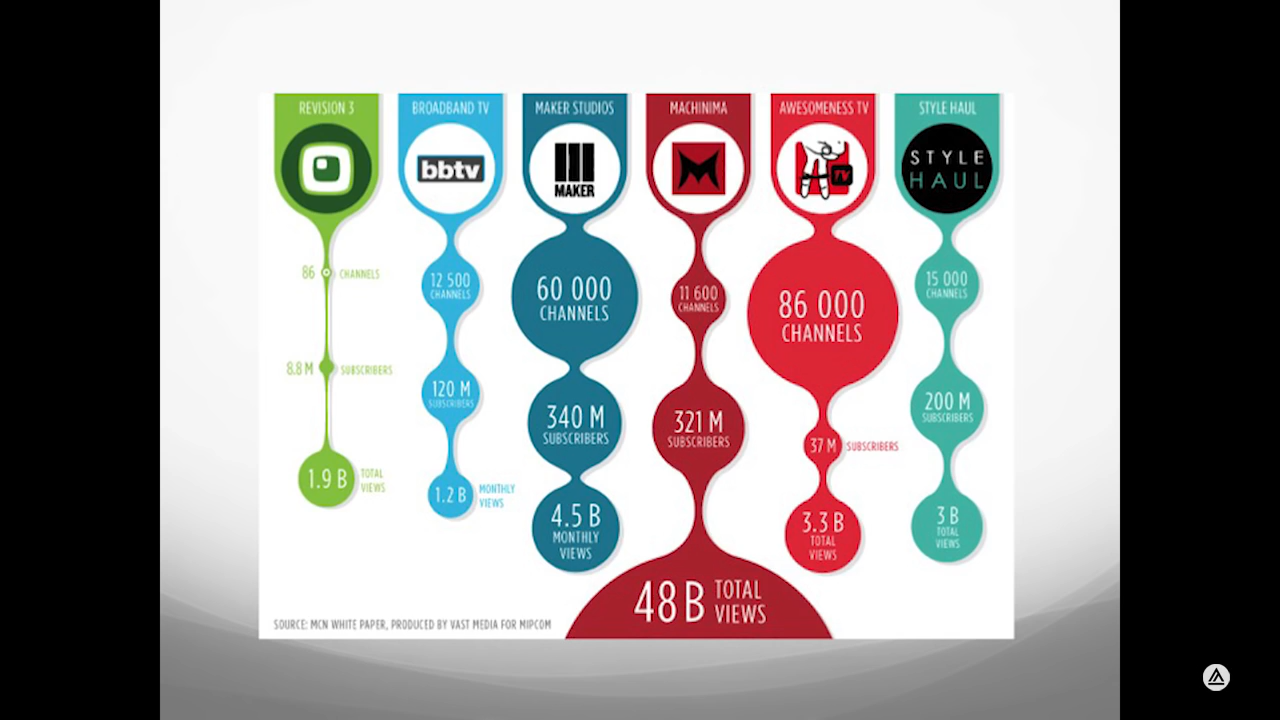 REVISION 3
BROADBAND TV
bbtv
MAKER STUDIOS
MAKER
MACHINIMA
AWESOMENESS TV
TV
STYLE HAUL
STYLE
HAUL
86 CHANNELS
8.8 M SUBSCRIBERS
1.9 B TOTAL
VIEWS
12 500
CHANNELS
120 M
SUBSCRIBERS
1.2 B MONTHLY
VIEWS
60 000
CHANNELS
340 M
SUBSCRIBERS
4.5 B
MONTHLY
VIEWS
11 600
CHANNELS
321 M
SUBSCRIBERS
48 B TOTAL
VIEWS
86 000
CHANNELS
37 M SUBSCRIBERS
3.3 B
TOTAL
VIEWS
15 000
CHANNELS
200 M
SUBSCRIBERS
3 B
TOTAL
VIEWS
SOURCE: MCN WHITE PAPER, PRODUCED BY VAST MEDIA FOR MIPCOM